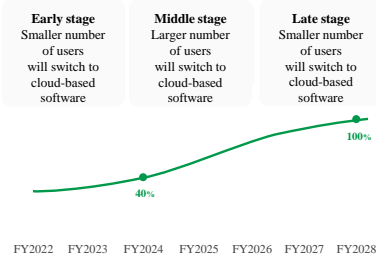 Early stage
Smaller number
of users
will switch to
cloud-based
software
Middle stage
Larger number
of users
will switch to
cloud-based
software
Late stage
Smaller number
of users
will switch to
cloud-based
software
100%
40%
FY2022 FY2023 FY2024 FY2025 FY2026 FY2027 FY2028